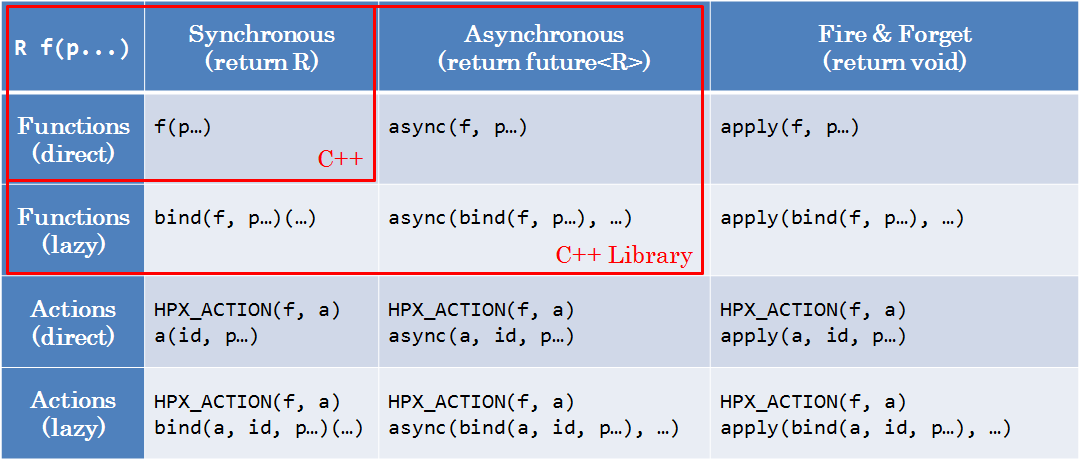 R f(p...)
Synchronous
(return R)
Asynchronous
(return future<R>)
Fire & Forget
(return void)
Functions
(direct)
f(p…)
C++
async(f, p…)
apply(f, p…)
Functions
(lazy)
bind(f, p…)(…)
async(bind(f, p…), …)
C++ Library
apply(bind(f, p…), …)
Actions
(direct)
HPX_ACTION(f, a)
a(id, p…)
HPX_ACTION(f, a)
async(a, id, p…)
HPX_ACTION(f, a)
apply(a, id, p…)
Actions
(lazy)
HPX_ACTION(f, a)
bind(a, id, p…)(…)
HPX_ACTION(f, a)
async(bind(a, id, p…), …)
HPX_ACTION(f, a)
apply(bind(a, id, p…), …)